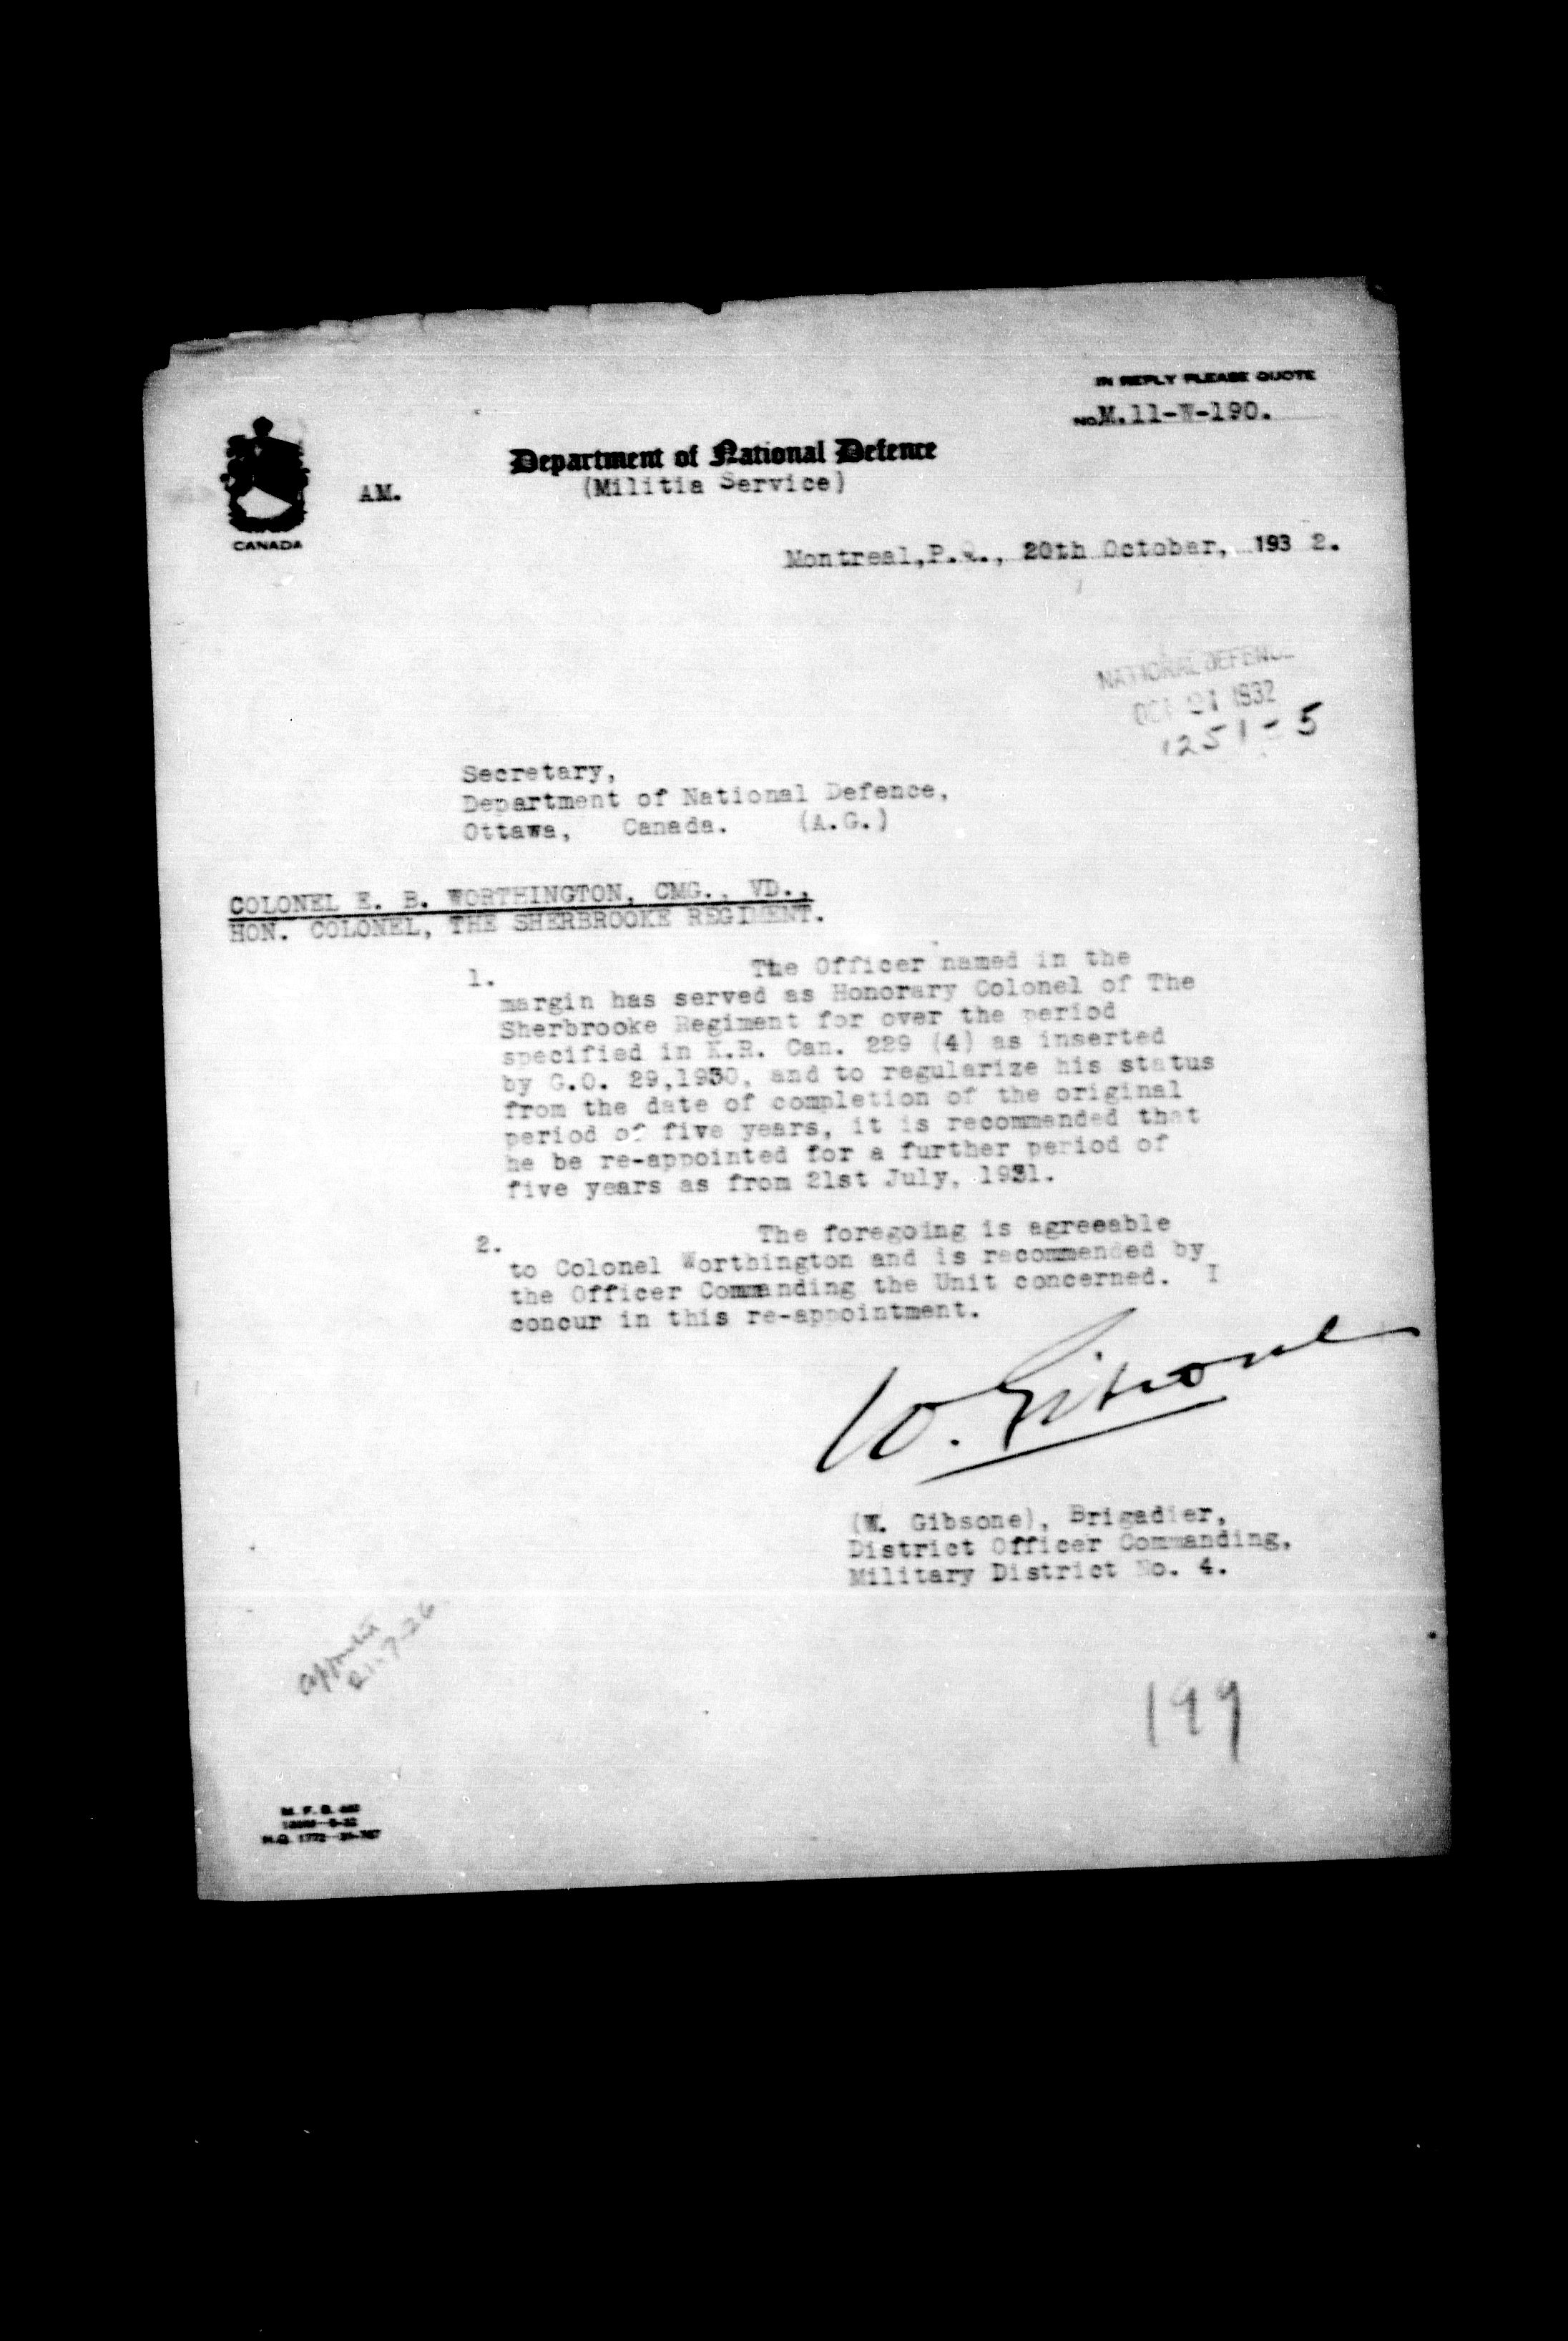 IN REPLY PLEASE QUOTE
No. M.11-W-190.
Department of National Defence
AM. (Militia Service)
CANADA
Montreal,P.Q., 20th October, 193 2.
NATIONAL DEFENCE
OCT 21 1932
1251-5
Secretary,
Department of National Defence,
Ottawa, Canada. (A.G.)
COLONEL E. B. WORTHINGTON, CMG., VD.,
HON. COLONEL, THE SHERBROOKE REGIMENT.
1. The Officer named in the
margin has served as Honorary Colonel of The
Sherbrooke Regiment for over the period
specified in K.R. Can. 229 (4) as inserted
by G.O. 29,1930, and to regularize his status
from the date of completion of the original
period of five years, it is recommended that
he be re-appointed for a further period of
five years as from 21st July, 1931.
2. The foregoing is agreeable
to Colonel Worthington and is recommended by
the Officer Commanding the Unit concerned. I
concur in this re-appointment.
W. Gibsone
(W. Gibsone), Brigadier,
District Officer Commanding,
Military District No. 4.
21-7-26
199
M. F. B.
H.Q. 1772